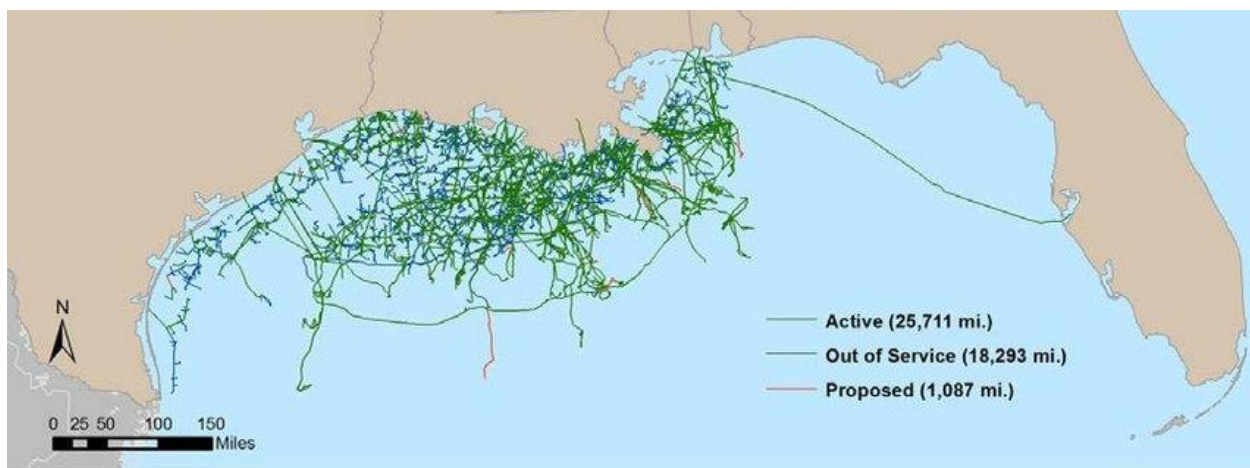 N
0 25 50 100 150
Miles
Active (25,711 mi.)
Out of Service (18,293 mi.)
Proposed (1,087 mi.)